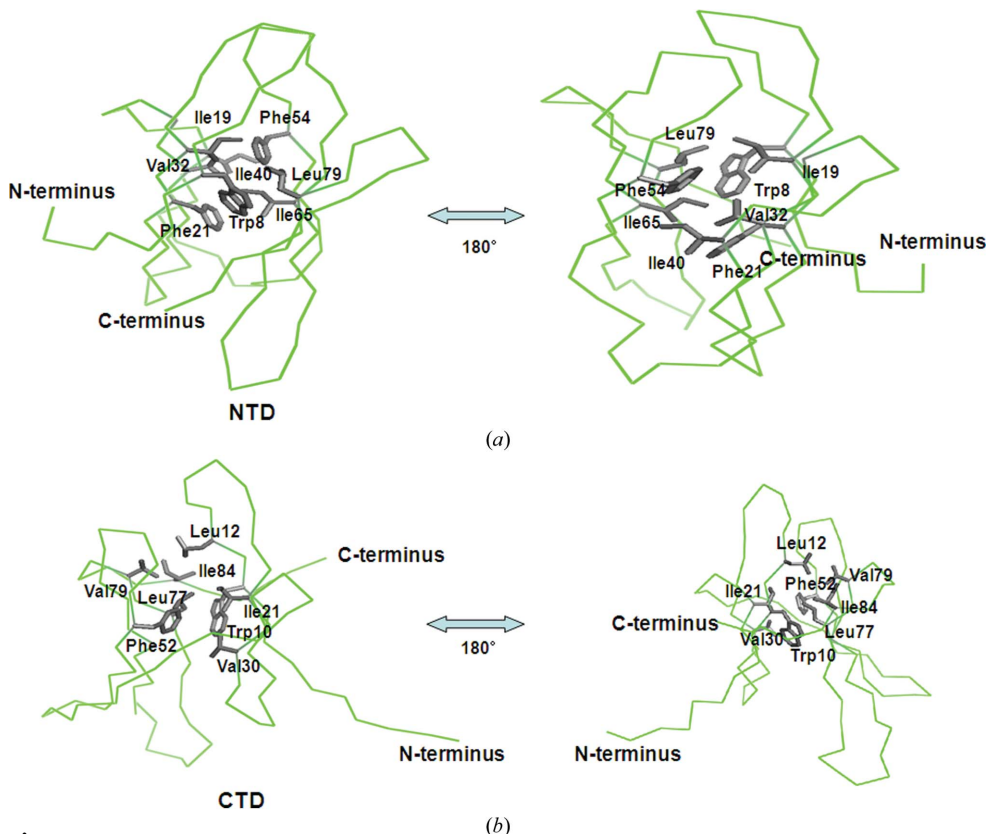 Ile19
Phe54
Val32
Ile40
Leu79
N-terminus
Trp8
Ile65
Phe21
C-terminus
NTD
180°
Leu79
Ile19
Phe54
Trp8
Ile65
Val32
N-terminus
C-terminus
Ile40
Phe21
(a)
Leu12
C-terminus
Ile84
Val79
Leu77
Ile21
Trp10
Phe52
Val30
N-terminus
CTD
180°
Leu12
Phe52
Val79
Ile21
Ile84
C-terminus
Leu77
Val30
Trp10
N-terminus
(b)